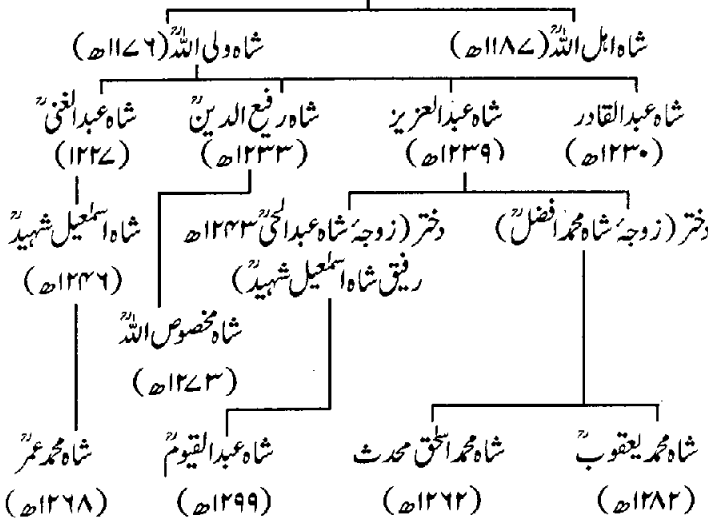 شاہ اہل اللہؒ (۱۱۸۷ھ) شاہ ولی اللہؒ (۱۱۷۶ھ)
شاہ عبدالقادر شاہ عبدالعزیز شاہ رفیع الدینؒ شاہ عبدالغنیؒ
(۱۲۳۰ھ) (۱۲۳۹ھ) (۱۲۳۳ھ) (۱۲۲۷)
دختر (زوجۂ شاہ محمد افضلؒ) دختر (زوجۂ شاہ عبدالحیؒ ۱۲۴۳ھ شاہ اسمٰعیل شہیدؒ
رفیق شاہ اسمٰعیل شہیدؒ) (۱۲۴۶ھ)
شاہ مخصوص اللہؒ
(۱۲۷۳ھ)
شاہ محمد یعقوبؒ شاہ محمد اسحٰق محدث شاہ عبدالقیومؒ شاہ محمد عمرؒ
(۱۲۸۲ھ) (۱۲۶۲ھ) (۱۲۹۹ھ) (۱۲۶۸ھ)